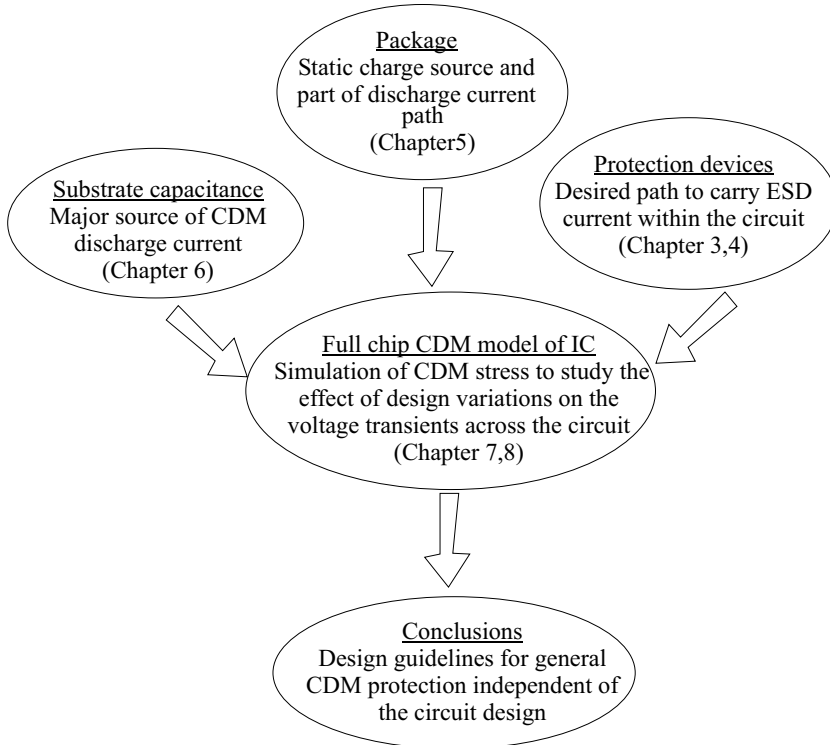 Package
Static charge source and
part of discharge current
path
(Chapter5)
Substrate capacitance
Major source of CDM
discharge current
(Chapter 6)
Protection devices
Desired path to carry ESD
current within the circuit
(Chapter 3,4)
Full chip CDM model of IC
Simulation of CDM stress to study the
effect of design variations on the
voltage transients across the circuit
(Chapter 7,8)
Conclusions
Design guidelines for general
CDM protection independent of
the circuit design